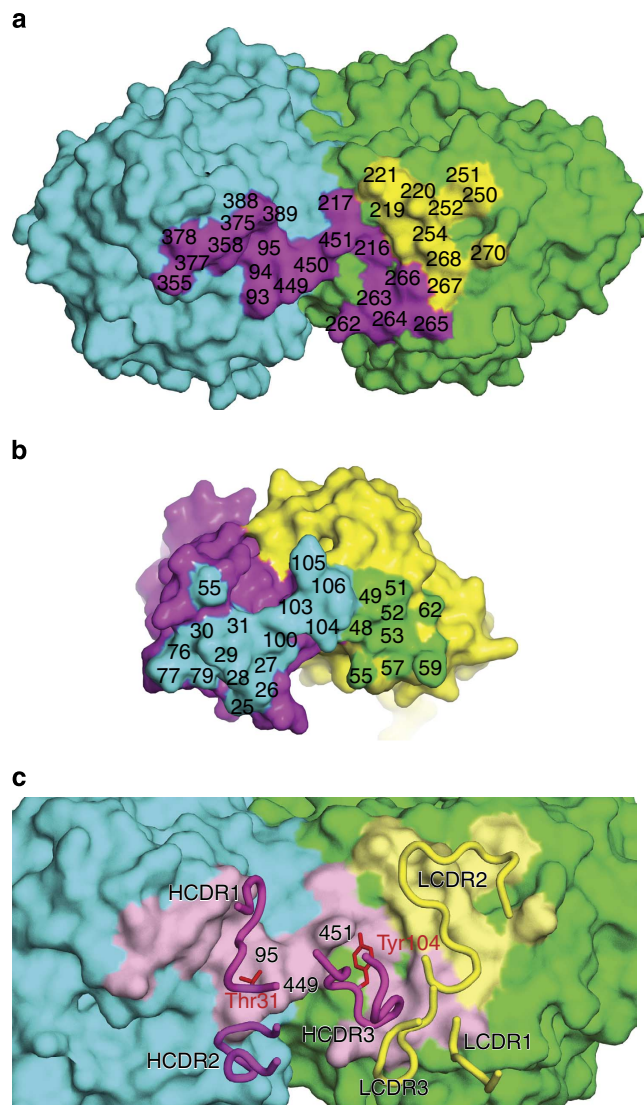 a
221 251
220 250
388 217 219 252
375 389
378 358 95 451 216 254
377 450 268 270
94 266
355 449 263 267
93
262 264 265
b
105
55 106 51
49
103 52 62
30 31 104 48 53
76 100
29 27
77 79 28 55 57 59
26
25
c
HCDR1 LCDR2
451
95 Tyr104
449
Thr31
HCDR3
LCDR1
HCDR2
LCDR3